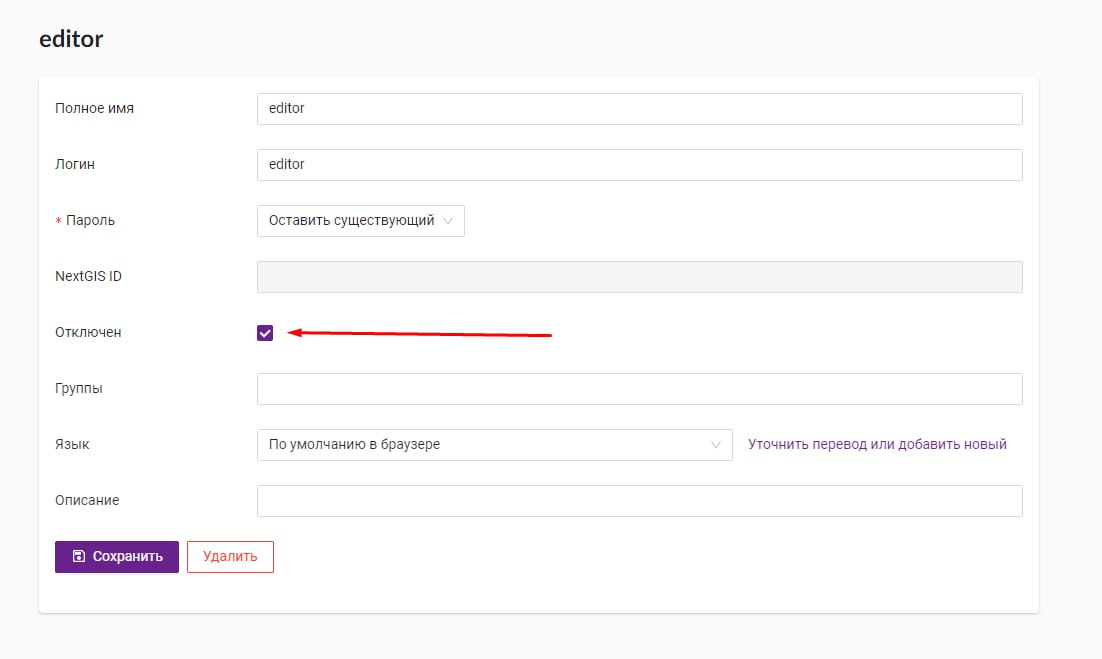 editor
Полное имя editor
Логин editor
* Пароль Оставить существующий
NextGIS ID
Отключен
Группы
Язык По умолчанию в браузере Уточнить перевод или добавить новый
Описание
Сохранить Удалить